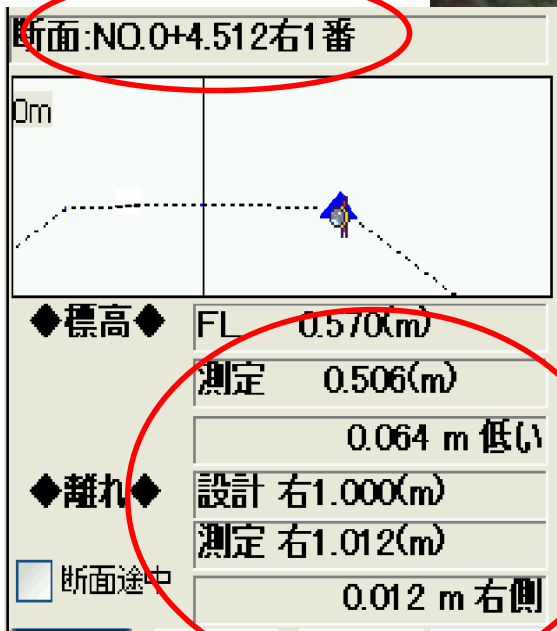 断面:NO.0+4.512右1番
0m
◆標高◆ FL 0.570(m)
測定 0.506(m)
0.064 m 低い
◆離れ◆ 設計 右1.000(m)
測定 右1.012(m)
断面途中 0.012 m 右側